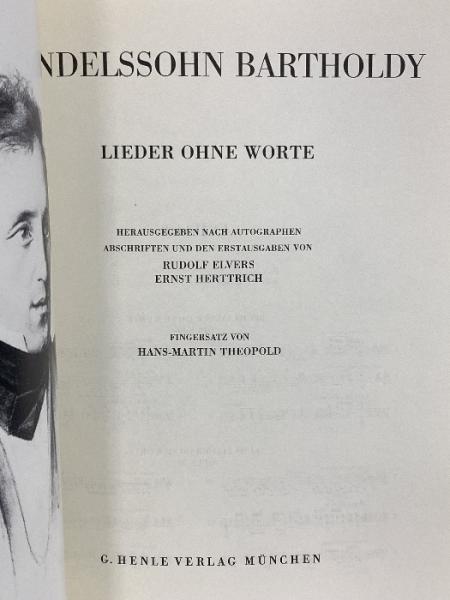 NDELSSOHN BARTHOLDY
LIEDER OHNE WORTE
HERAUSGEGEBEN NACH AUTOGRAPHEN
ABSCHRIFTEN UND DEN ERSTAUSGABEN VON
RUDOLF ELVERS
ERNST HERTTRICH
FINGERSATZ VON
HANS-MARTIN THEOPOLD
G. HENLE VERLAG MÜNCHEN